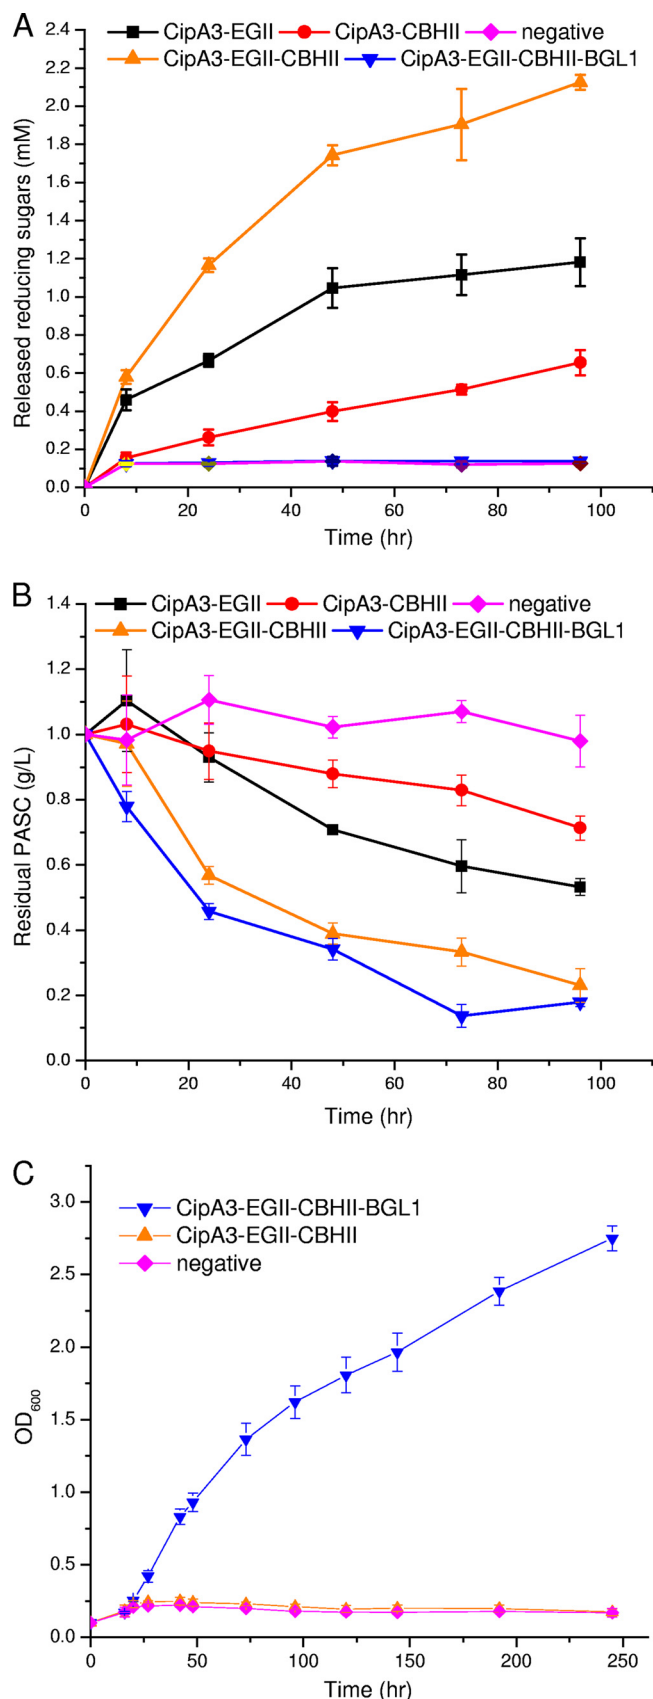 A
CipA3-EGII CipA3-CBHII negative
CipA3-EGII-CBHII CipA3-EGII-CBHII-BGL1
Released reducing sugars (mM)
2.2
2.0
1.8
1.6
1.4
1.2
1.0
0.8
0.6
0.4
0.2
0.0
0 20 40 60 80 100
Time (hr)
B
CipA3-EGII CipA3-CBHII negative
CipA3-EGII-CBHII CipA3-EGII-CBHII-BGL1
Residual PASC (g/L)
1.4
1.2
1.0
0.8
0.6
0.4
0.2
0.0
0 20 40 60 80 100
Time (hr)
C
CipA3-EGII-CBHII-BGL1
CipA3-EGII-CBHII
negative
OD600
3.0
2.5
2.0
1.5
1.0
0.5
0.0
0 50 100 150 200 250
Time (hr)